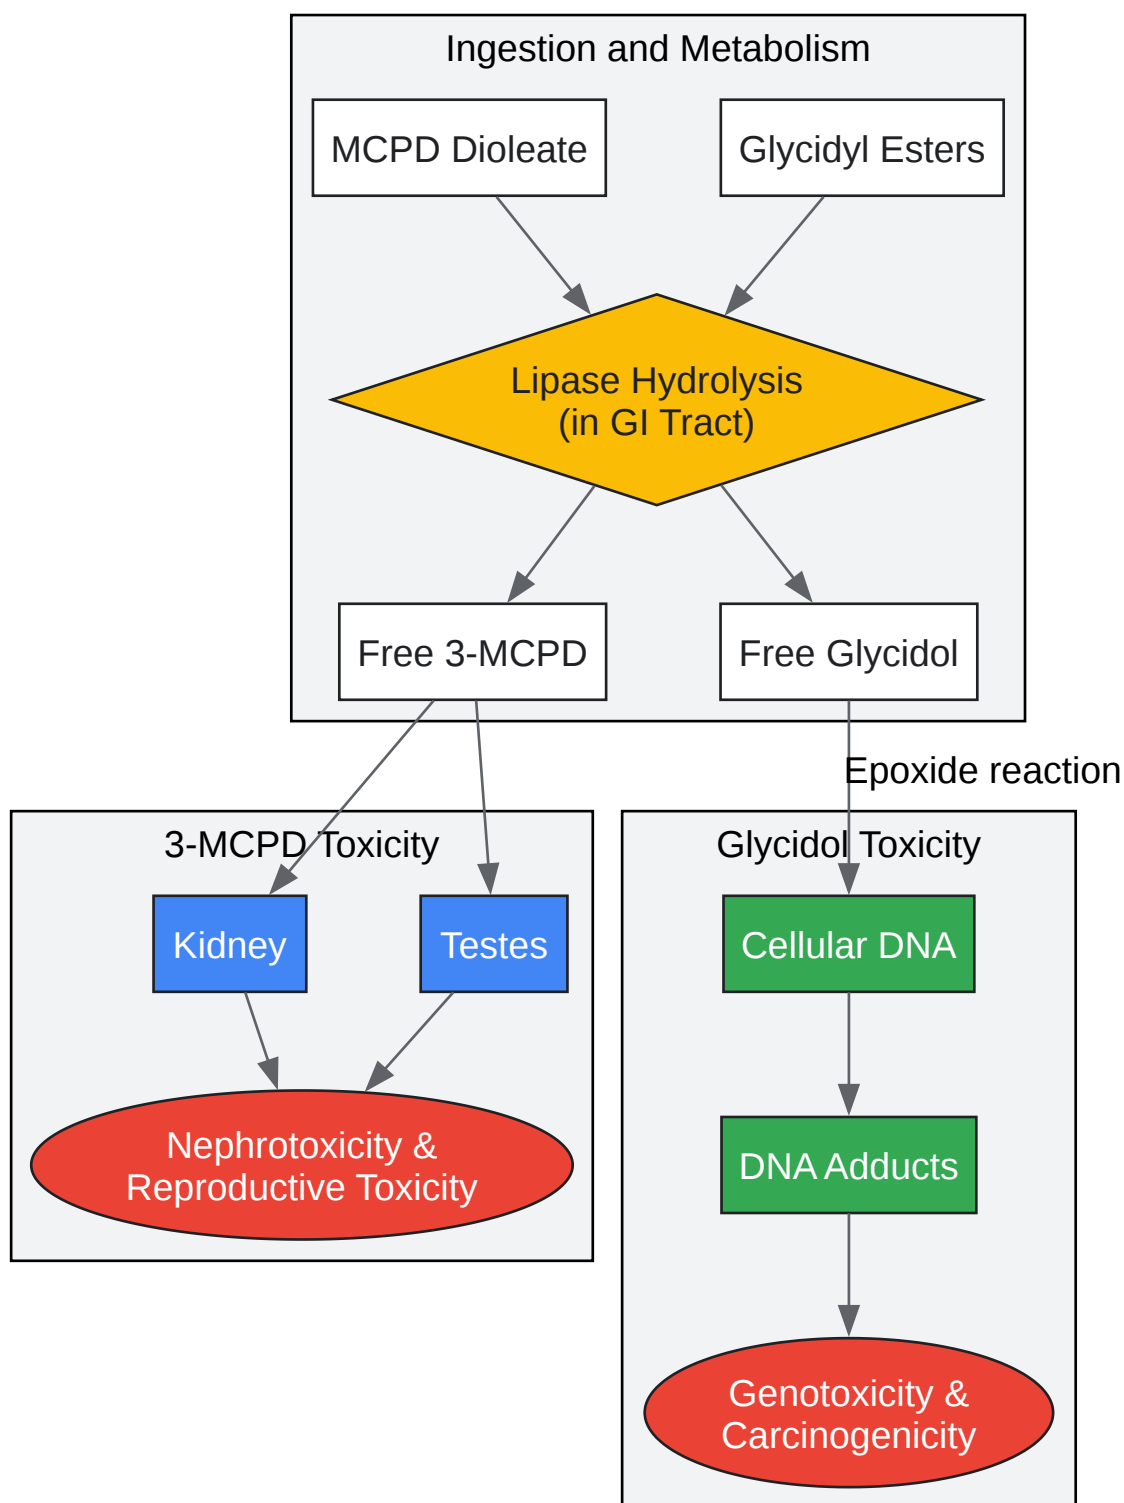 Ingestion and Metabolism
MCPD Dioleate
Glycidyl Esters
Lipase Hydrolysis
(in GI Tract)
Free 3-MCPD
Free Glycidol
Epoxide reaction
3-MCPD Toxicity
Kidney
Testes
Nephrotoxicity &
Reproductive Toxicity
Glycidol Toxicity
Cellular DNA
DNA Adducts
Genotoxicity &
Carcinogenicity